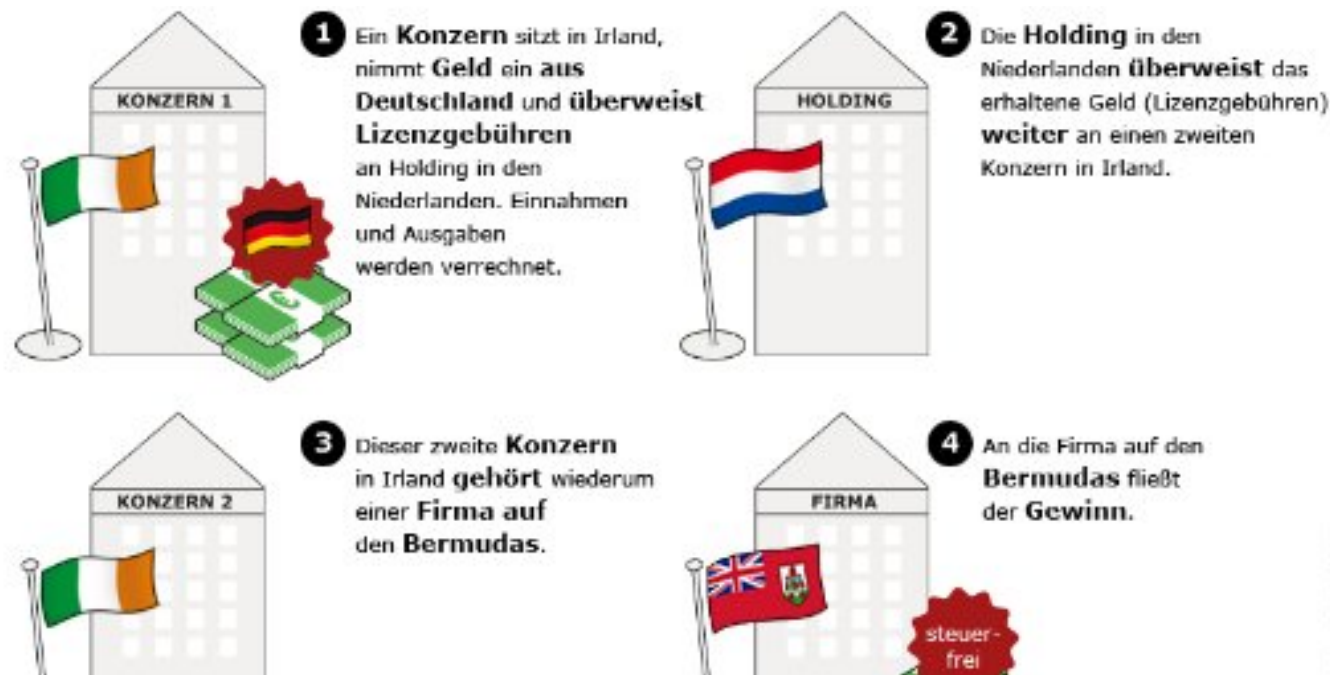 KONZERN 1
1 Ein Konzern sitzt in Irland,
nimmt Geld ein aus
Deutschland und überweist
Lizenzgebühren
an Holding in den
Niederlanden. Einnahmen
und Ausgaben
werden verrechnet.
HOLDING
2 Die Holding in den
Niederlanden überweist das
erhaltene Geld (Lizenzgebühren)
weiter an einen zweiten
Konzern in Irland.
KONZERN 2
3 Dieser zweite Konzern
in Irland gehört wiederum
einer Firma auf
den Bermudas.
FIRMA
4 An die Firma auf den
Bermudas fließt
der Gewinn.
steuer-
frei